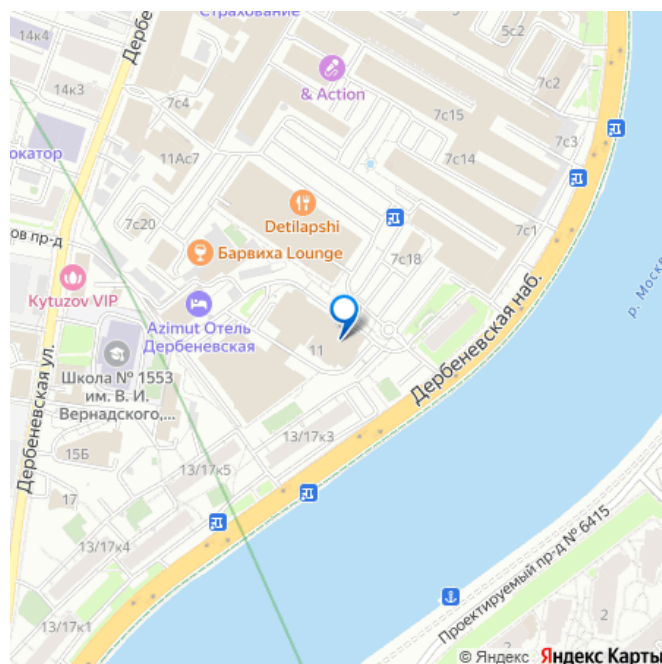 Страхование
5с2
14к4
Дербе
& Action
7с2
14к3
7с4
7с15
окатор
7с3
11Ас7
7с14
Detilapshi
7с20
7с1
ов пр-д
Барвиха Lounge
7с18
р. Моск
Kytuzov VIP
Azimut Отель
Дербеневская
Дербеневская наб.
11
Школа № 1553
им. В. И.
Вернадского,...
Дербеневская ул.
13/17к3
15Б
13/17к5
17
13/17к4
Проектируемый пр-д № 6415
2
13/17к1
2
© Яндекс Яндекс Карты